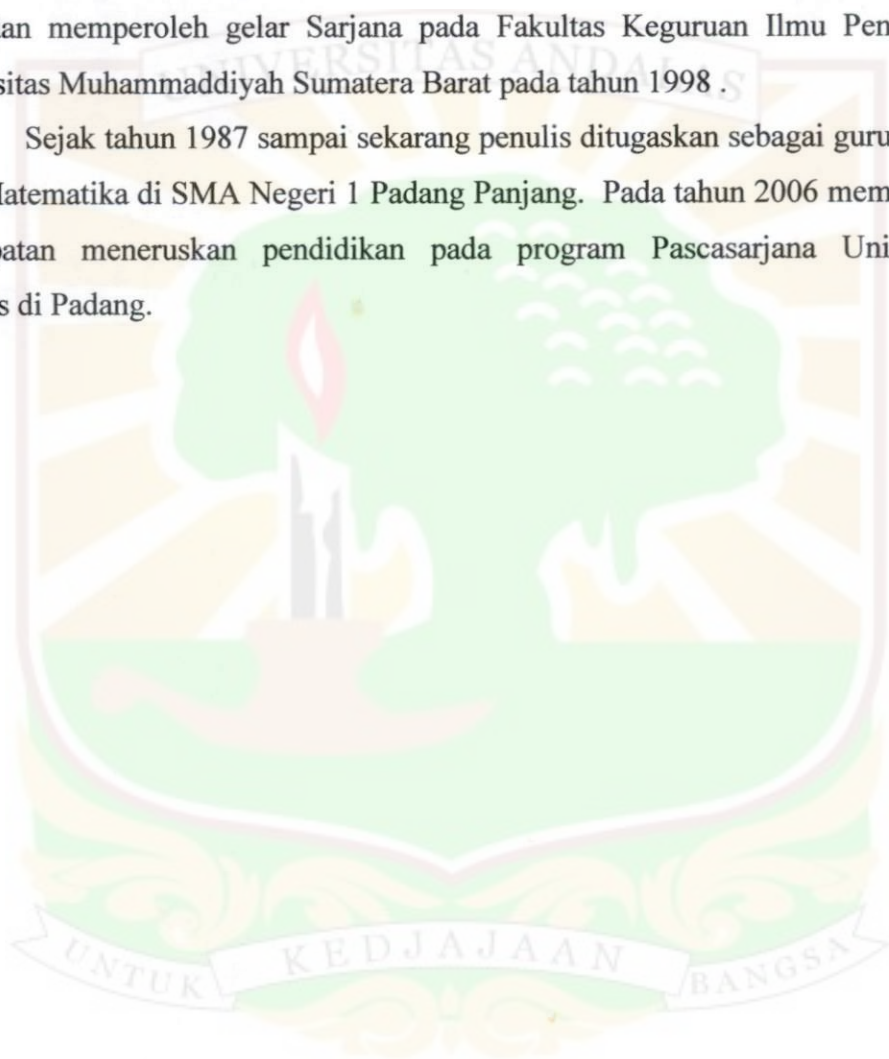 an memperoleh gelar Sarjana pada Fakultas Keguruan Ilmu Pen
UNIVERSITAS ANDALAS
sitas Muhammaddiyah Sumatera Barat pada tahun 1998 .
Sejak tahun 1987 sampai sekarang penulis ditugaskan sebagai guru
Matematika di SMA Negeri 1 Padang Panjang. Pada tahun 2006 mem
patan meneruskan pendidikan pada program Pascasarjana Uni
s di Padang.
UNTUK KEDJAJAAN BANGSA